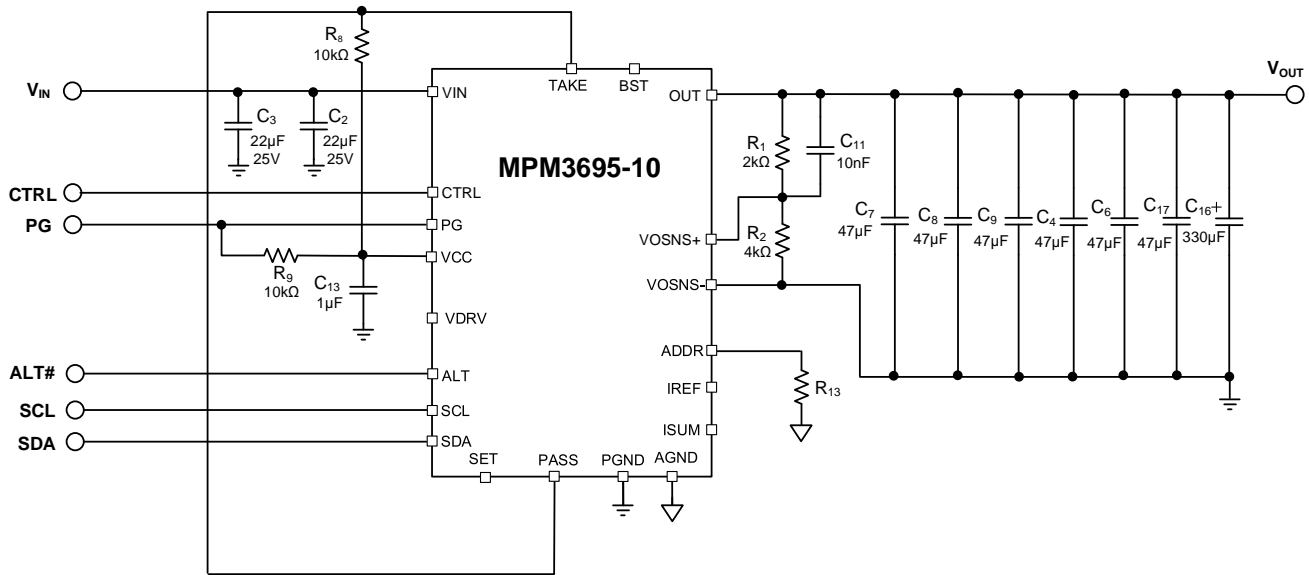 R8
10kΩ
VIN
VIN
TAKE
BST
OUT
VOUT
C3
22µF
25V
C2
22µF
25V
MPM3695-10
R1
2kΩ
C11
10nF
CTRL
CTRL
PG
PG
VOSNS+
R2
4kΩ
C7
47µF
C8
47µF
C9
47µF
C4
47µF
C6
47µF
C17
47µF
C16+
330µF
VCC
R9
10kΩ
C13
1µF
VOSNS-
VDRV
ADDR
R13
ALT#
ALT
IREF
SCL
SCL
ISUM
SDA
SDA
SET
PASS
PGND
AGND